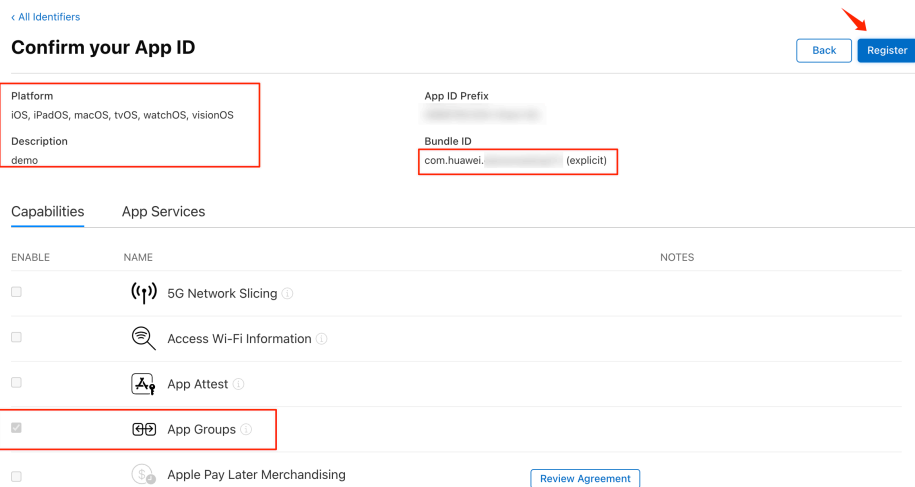 ‹ All Identifiers
Confirm your App ID
Back
Register
Platform
iOS, iPadOS, macOS, tvOS, watchOS, visionOS
App ID Prefix
Description
demo
Bundle ID
com.huawei. (explicit)
Capabilities
App Services
ENABLE NAME NOTES
5G Network Slicing
Access Wi-Fi Information
App Attest
App Groups
Apple Pay Later Merchandising
Review Agreement